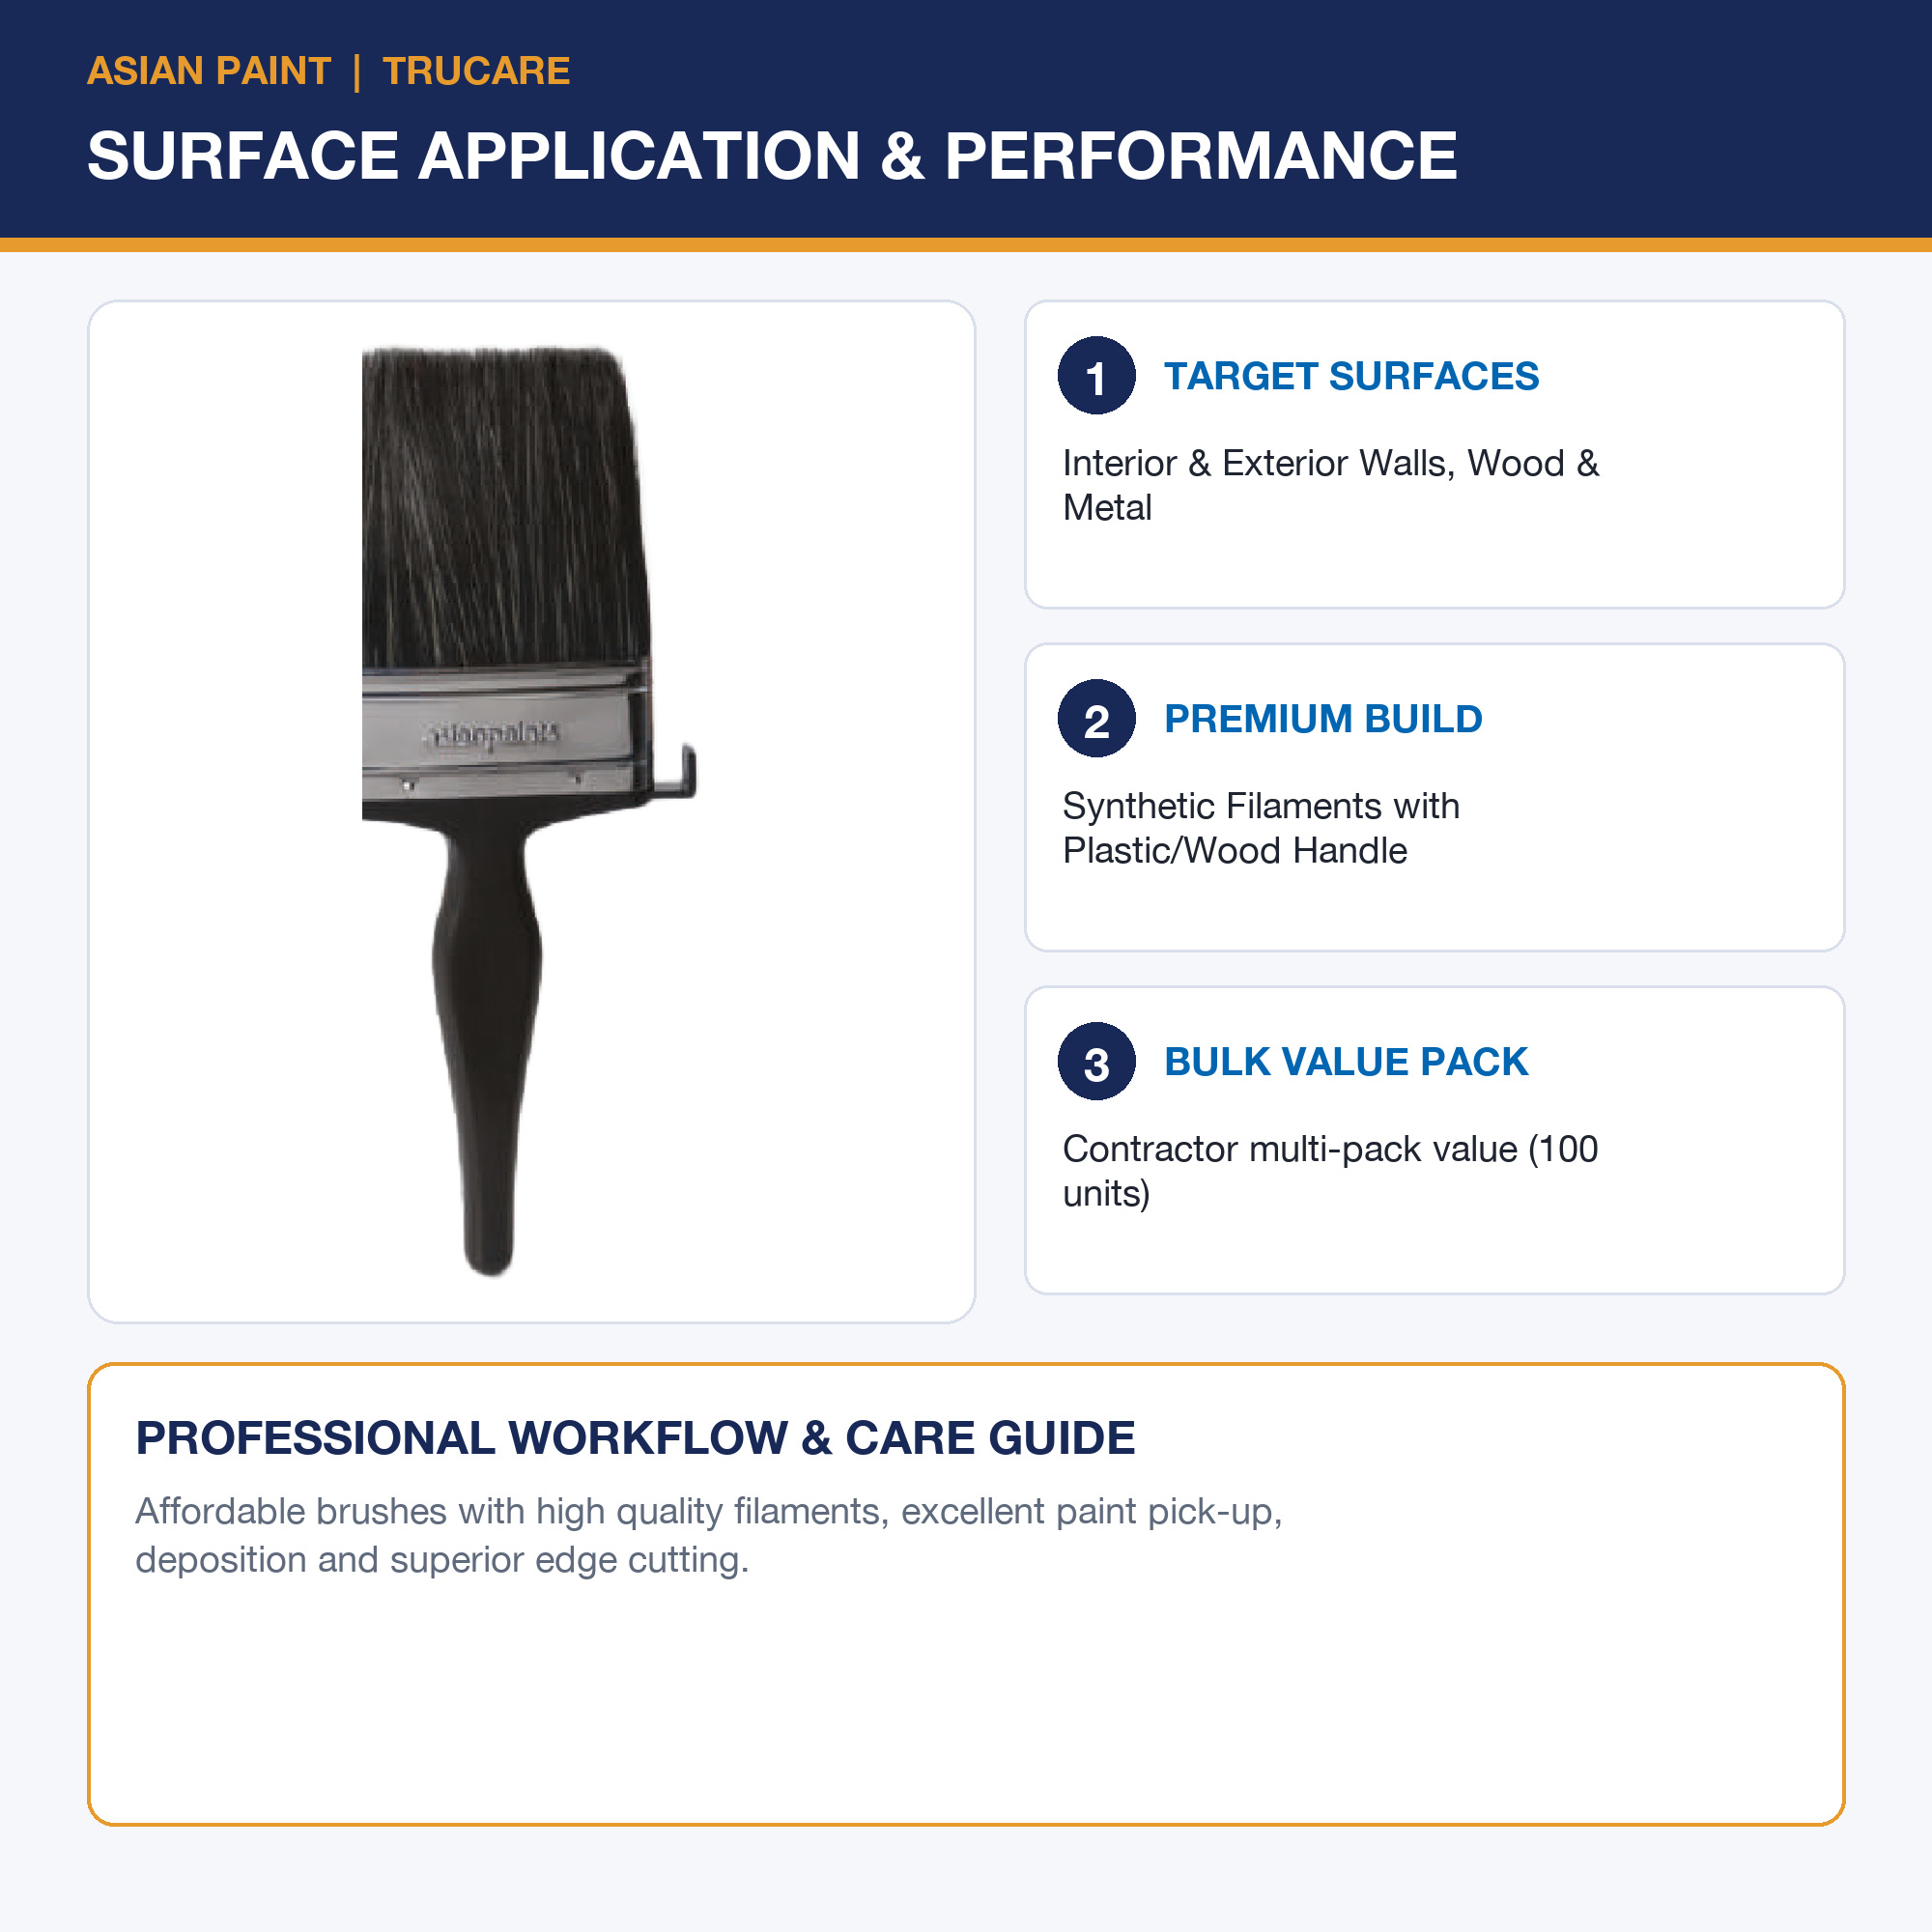 ASIAN PAINT | TRUCARE
SURFACE APPLICATION & PERFORMANCE
asianpaints
1 TARGET SURFACES
Interior & Exterior Walls, Wood &
Metal
2 PREMIUM BUILD
Synthetic Filaments with
Plastic/Wood Handle
3 BULK VALUE PACK
Contractor multi-pack value (100
units)
PROFESSIONAL WORKFLOW & CARE GUIDE
Affordable brushes with high quality filaments, excellent paint pick-up,
deposition and superior edge cutting.